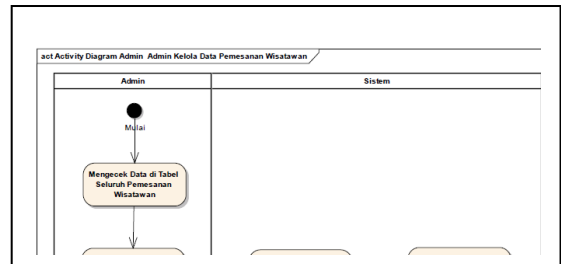 act Activity Diagram Admin Admin Kelola Data Pemesanan Wisatawan
Admin
Sistem
Mulai
Mengecek Data di Tabel
Seluruh Pemesanan
Wisatawan